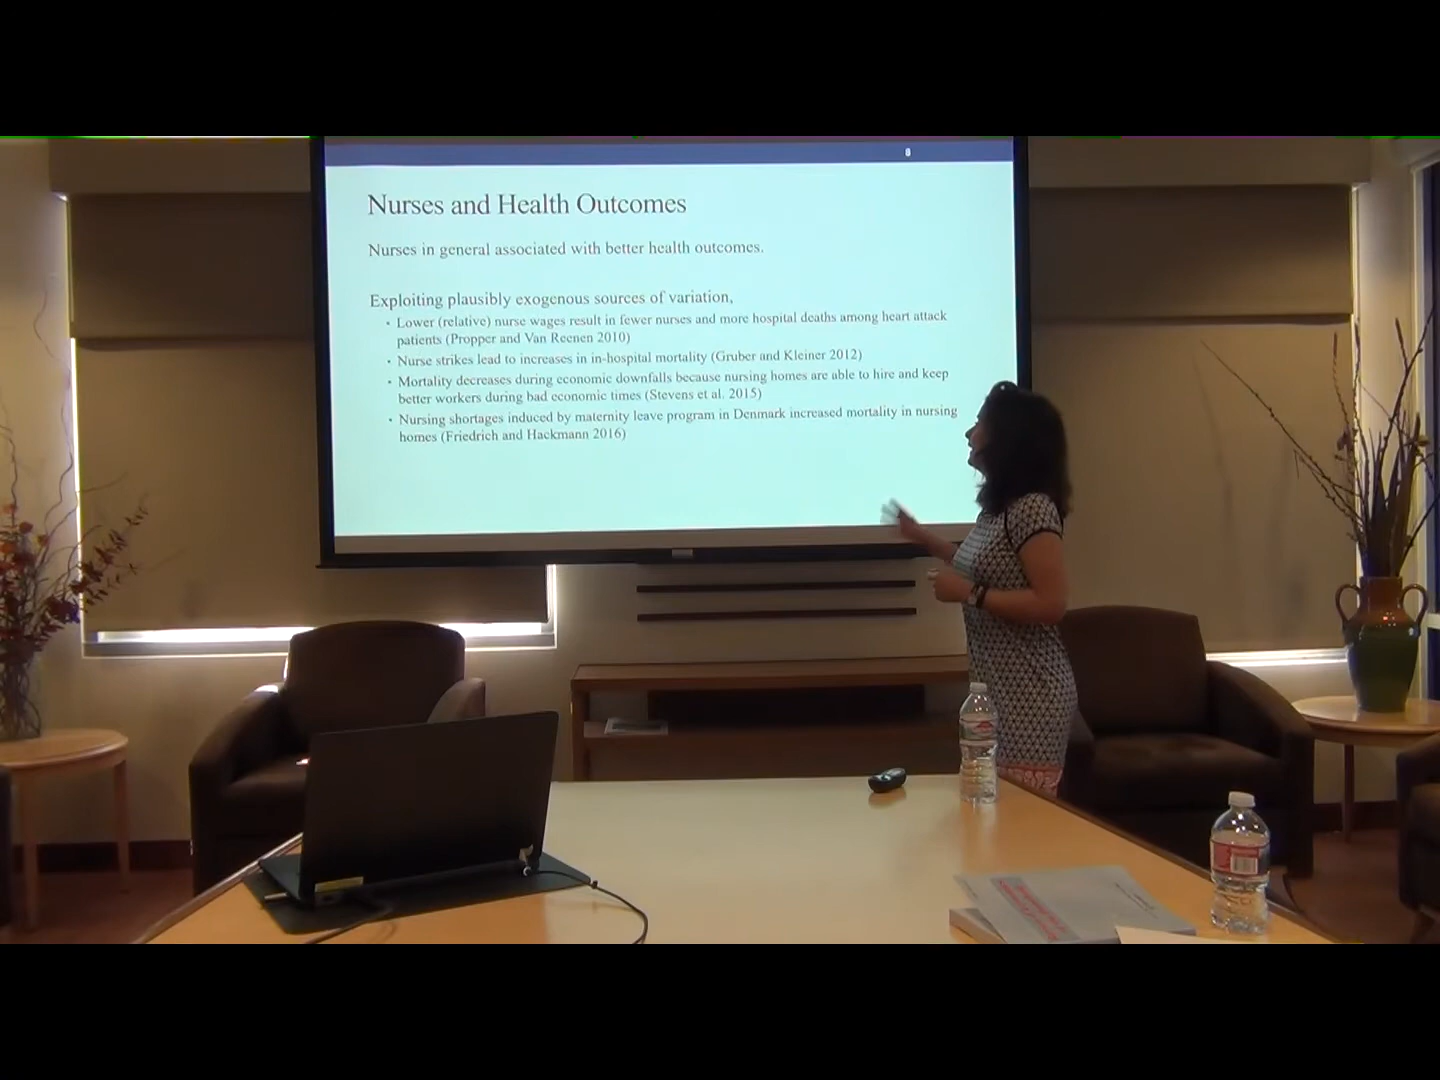 8
Nurses and Health Outcomes
Nurses in general associated with better health outcomes.
Exploiting plausibly exogenous sources of variation,
• Lower (relative) nurse wages result in fewer nurses and more hospital deaths among heart attack
patients (Propper and Van Reenen 2010)
• Nurse strikes lead to increases in in-hospital mortality (Gruber and Kleiner 2012)
• Mortality decreases during economic downfalls because nursing homes are able to hire and keep
better workers during bad economic times (Stevens et al. 2015)
• Nursing shortages induced by maternity leave program in Denmark increased mortality in nursing
homes (Friedrich and Hackmann 2016)